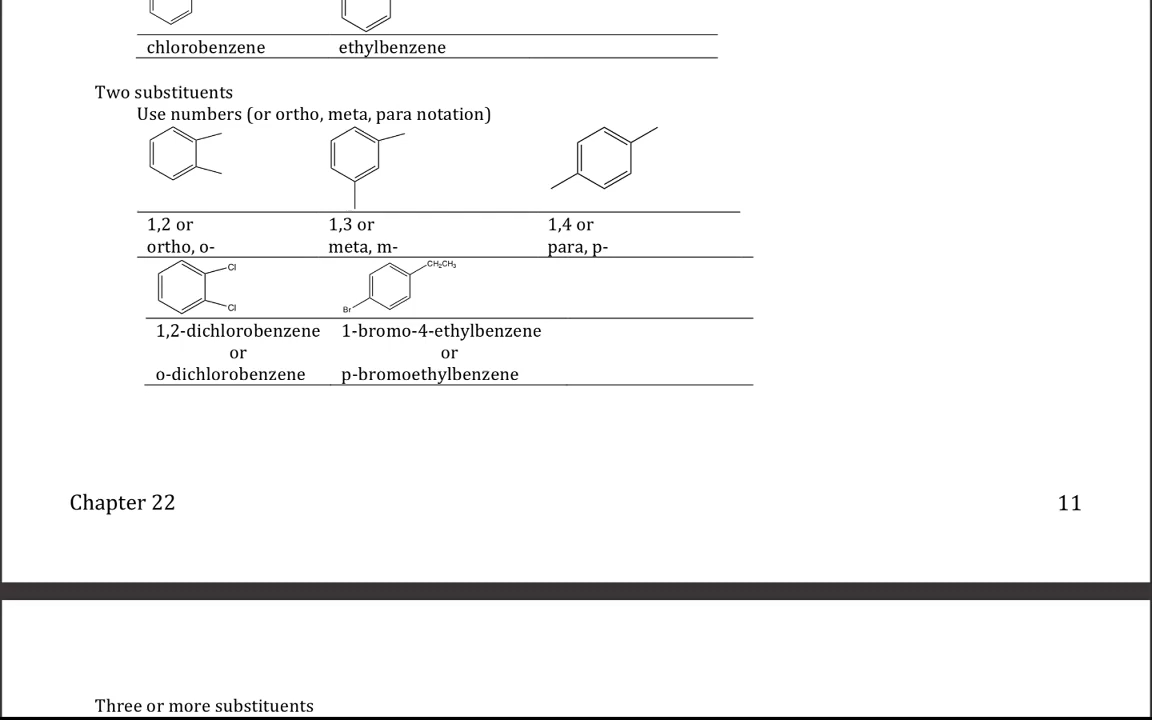 chlorobenzene ethylbenzene
Two substituents
Use numbers (or ortho, meta, para notation)
1,2 or 1,3 or 1,4 or
ortho, o- meta, m- para, p-
Cl CH₂CH₃
Cl Br
1,2-dichlorobenzene 1-bromo-4-ethylbenzene
or or
o-dichlorobenzene p-bromoethylbenzene
Chapter 22 11
Three or more substituents